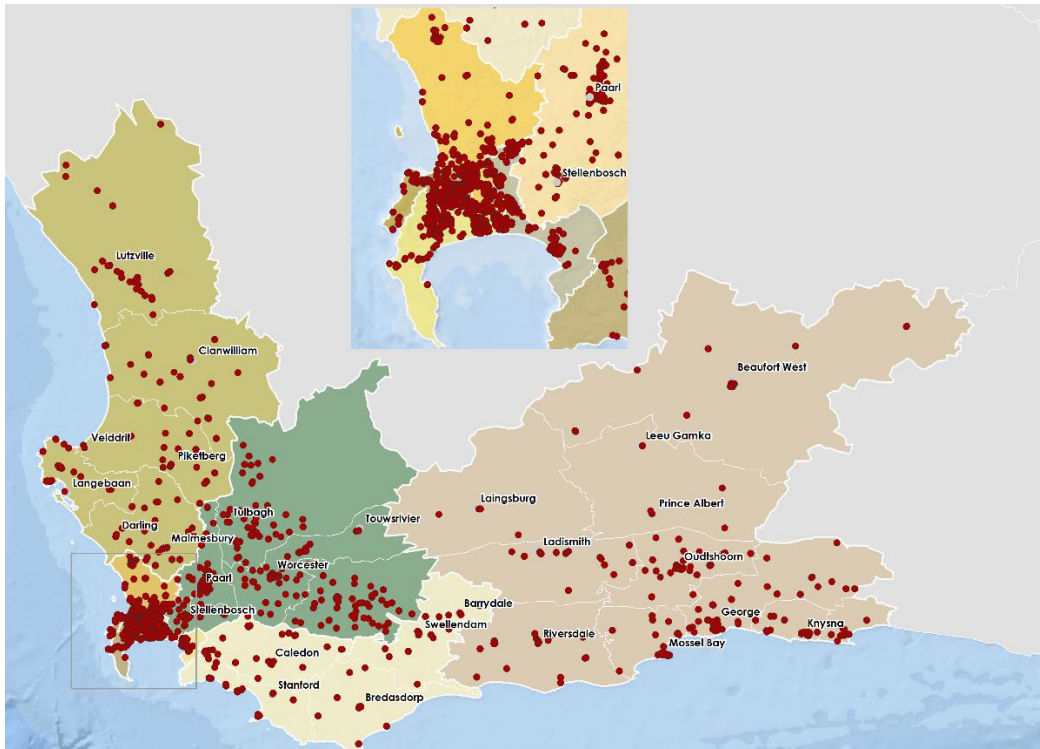 Paarl
Stellenbosch
Lutzville
Clanwilliam
Beaufort West
Velddrif
Piketberg
Leeu Gamka
Langebaan
Laingsburg
Prince Albert
Tulbagh
Touwsrivier
Darling
Malmesbury
Ladismith
Oudtshoorn
Worcester
Paarl
Barrydale
Stellenbosch
George
Swellendam
Riversdale
Knysna
Mossel Bay
Caledon
Stanford
Bredasdorp